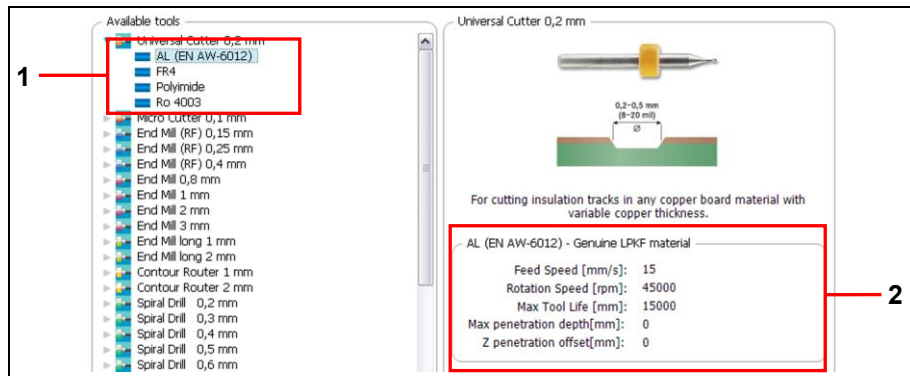 Available tools
Universal Cutter 0,2 mm
AL (EN AW-6012)
FR4
Polyimide
Ro 4003
Micro Cutter 0,1 mm
End Mill (RF) 0,15 mm
End Mill (RF) 0,25 mm
End Mill (RF) 0,4 mm
End Mill 0,8 mm
End Mill 1 mm
End Mill 2 mm
End Mill 3 mm
End Mill long 1 mm
End Mill long 2 mm
Contour Router 1 mm
Contour Router 2 mm
Spiral Drill 0,2 mm
Spiral Drill 0,3 mm
Spiral Drill 0,4 mm
Spiral Drill 0,5 mm
Spiral Drill 0,6 mm
1
Universal Cutter 0,2 mm
0,2-0,5 mm
(8-20 mil)
Ø
For cutting insulation tracks in any copper board material with
variable copper thickness.
AL (EN AW-6012) - Genuine LPKF material
Feed Speed [mm/s]: 15
Rotation Speed [rpm]: 45000
Max Tool Life [mm]: 15000
Max penetration depth[mm]: 0
Z penetration offset[mm]: 0
2